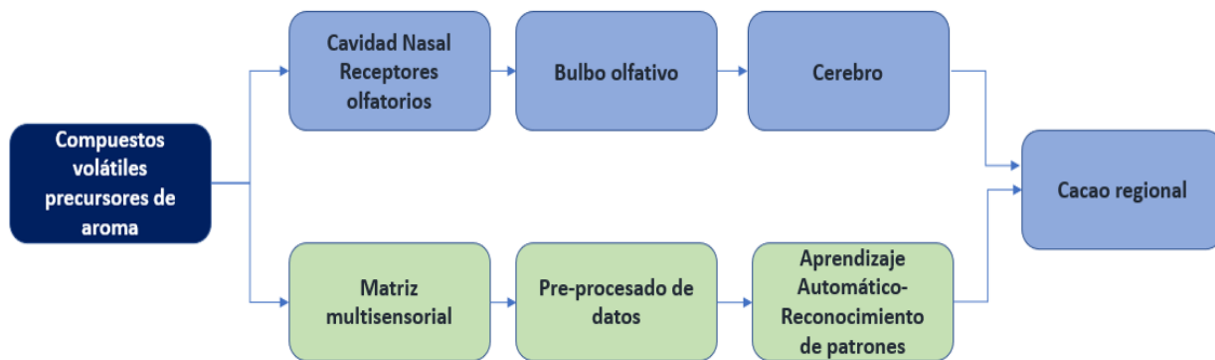 Cavidad Nasal
Receptores
olfatorios
Bulbo olfativo
Cerebro
Compuestos
volátiles
precursores de
aroma
Cacao regional
Matriz
multisensorial
Pre-procesado de
datos
Aprendizaje
Automático-
Reconocimiento
de patrones